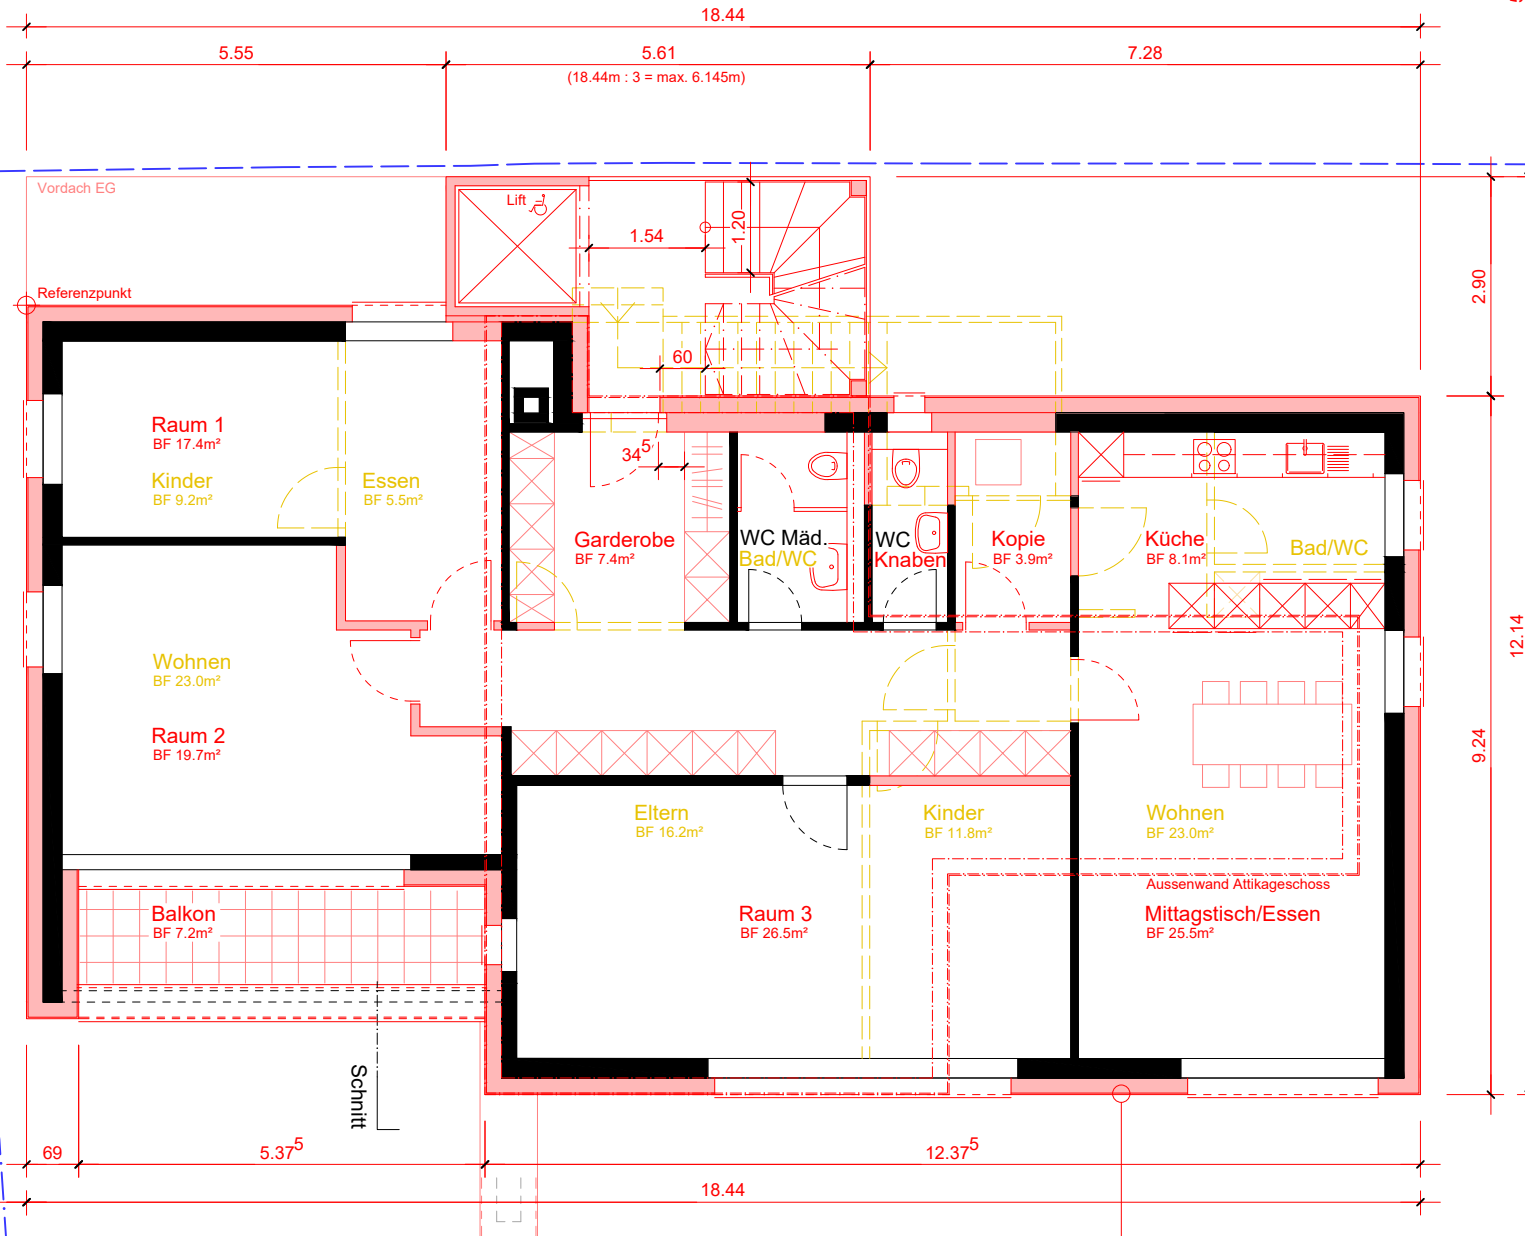 18.44
5.55
5.61
7.28
(18.44m : 3 = max. 6.145m)
Vordach EG
Lift
1.20
1.54
2.90
Referenzpunkt
60
Raum 1
BF 17.4m²
34⁵
Kinder
BF 9.2m²
Essen
BF 5.5m²
Garderobe
BF 7.4m²
WC Mäd.
Bad/WC
WC
Knaben
Kopie
BF 3.9m²
Küche
BF 8.1m²
Bad/WC
12.14
Wohnen
BF 23.0m²
Raum 2
BF 19.7m²
9.24
Eltern
BF 16.2m²
Kinder
BF 11.8m²
Wohnen
BF 23.0m²
Aussenwand Attikageschoss
Balkon
BF 7.2m²
Raum 3
BF 26.5m²
Mittagstisch/Essen
BF 25.5m²
Schnitt
69
5.37⁵
12.37⁵
18.44